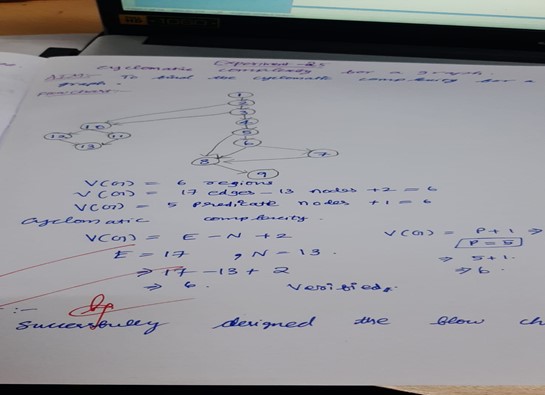 Experiment - 25
cyclomatic complexity for a graph.
AIM:- To find the cyclomatic complexity for a
graph.
Flowchart:-
1
2
3
4
5
6
7
8
9
10
11
12
13
V(G) = 6 regions
V(G) = 17 edges - 13 nodes + 2 = 6
V(G) = 5 predicate nodes + 1 = 6
cyclomatic complexity.
V(G) = E - N + 2
E = 17 , N = 13.
⇒ 17 - 13 + 2
⇒ 6.
V(G) = P + 1 ⇒
P = 5
⇒ 5 + 1.
⇒ 6.
Verified.
:-
Successfully designed the flow ch